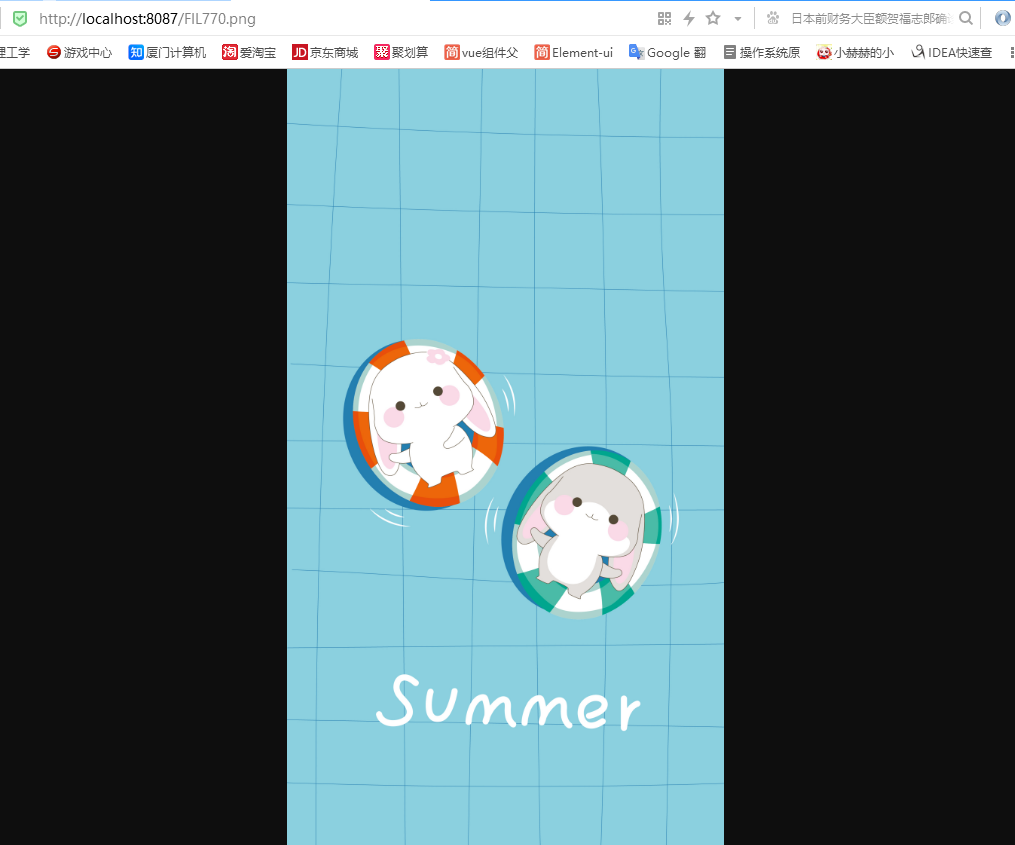 http://localhost:8087/FIL770.png 日本前财务大臣额贺福志郎确
理工学 游戏中心 知 厦门计算机 淘 爱淘宝 JD 京东商城 聚 聚划算 简 vue组件父 简 Element-ui G Google 翻 操作系统原 小赫赫的小 IDEA快速查
Summer